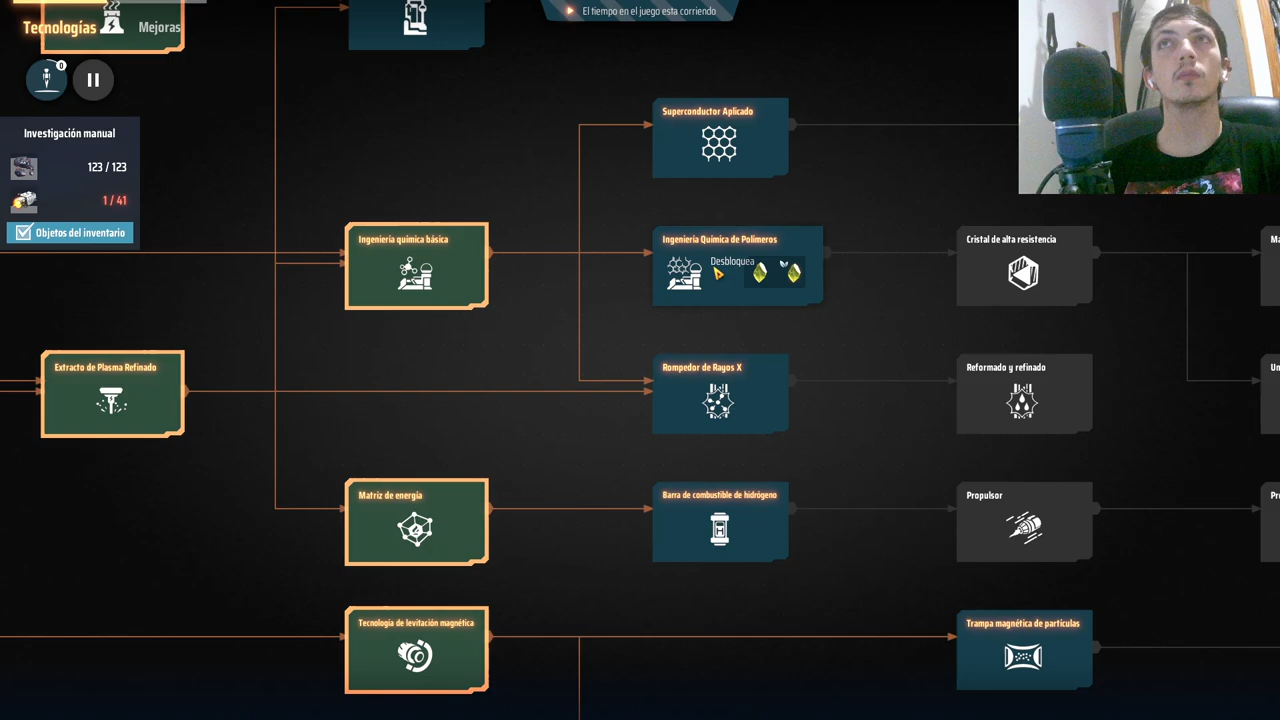 El tiempo en el juego esta corriendo
Tecnologías
Mejoras
0
Investigación manual
123 / 123
1 / 41
Objetos del inventario
Superconductor Aplicado
Ingeniería química básica
Ingeniería Química de Polímeros
Desbloquea
Cristal de alta resistencia
Extracto de Plasma Refinado
Rompedor de Rayos X
Reformado y refinado
Matriz de energía
Barra de combustible de hidrógeno
Propulsor
Tecnología de levitación magnética
Trampa magnética de partículas